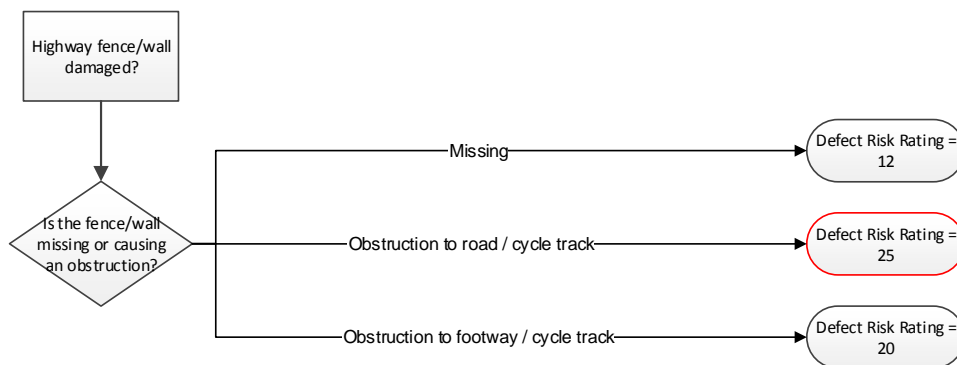 Highway fence/wall
damaged?
Missing
Defect Risk Rating =
12
Is the fence/wall
missing or causing
an obstruction?
Obstruction to road / cycle track
Defect Risk Rating =
25
Obstruction to footway / cycle track
Defect Risk Rating =
20